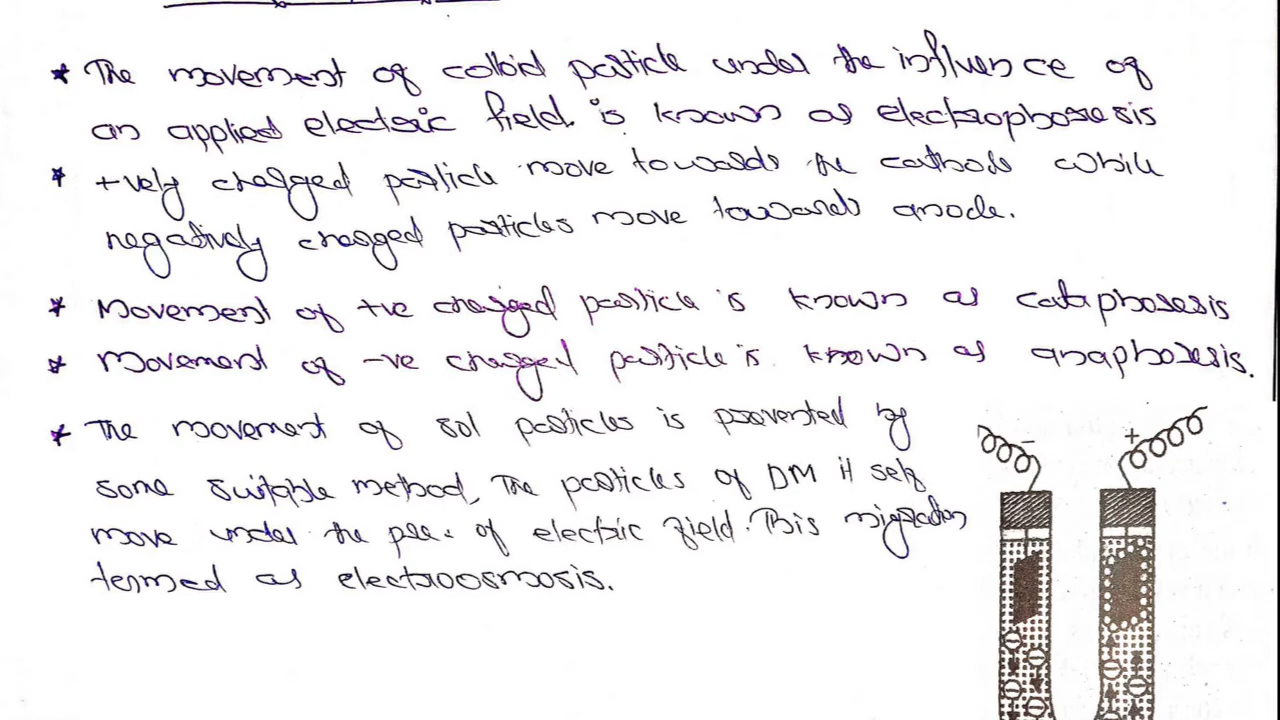 * The movement of colloid particle under the influence of
an applied electric field. is known as electrophoresis
* +vely charged particle move towards the cathode while
negatively charged particles move towards anode.
* Movement of +ve charged particle is known as cataphoresis
* Movement of -ve charged particle is. known as anaphoresis.
* The movement of sol particles is prevented by
some suitable method, The particles of DM it self
move under the pre. of electric field. This migration
termed as electroosmosis.
- +